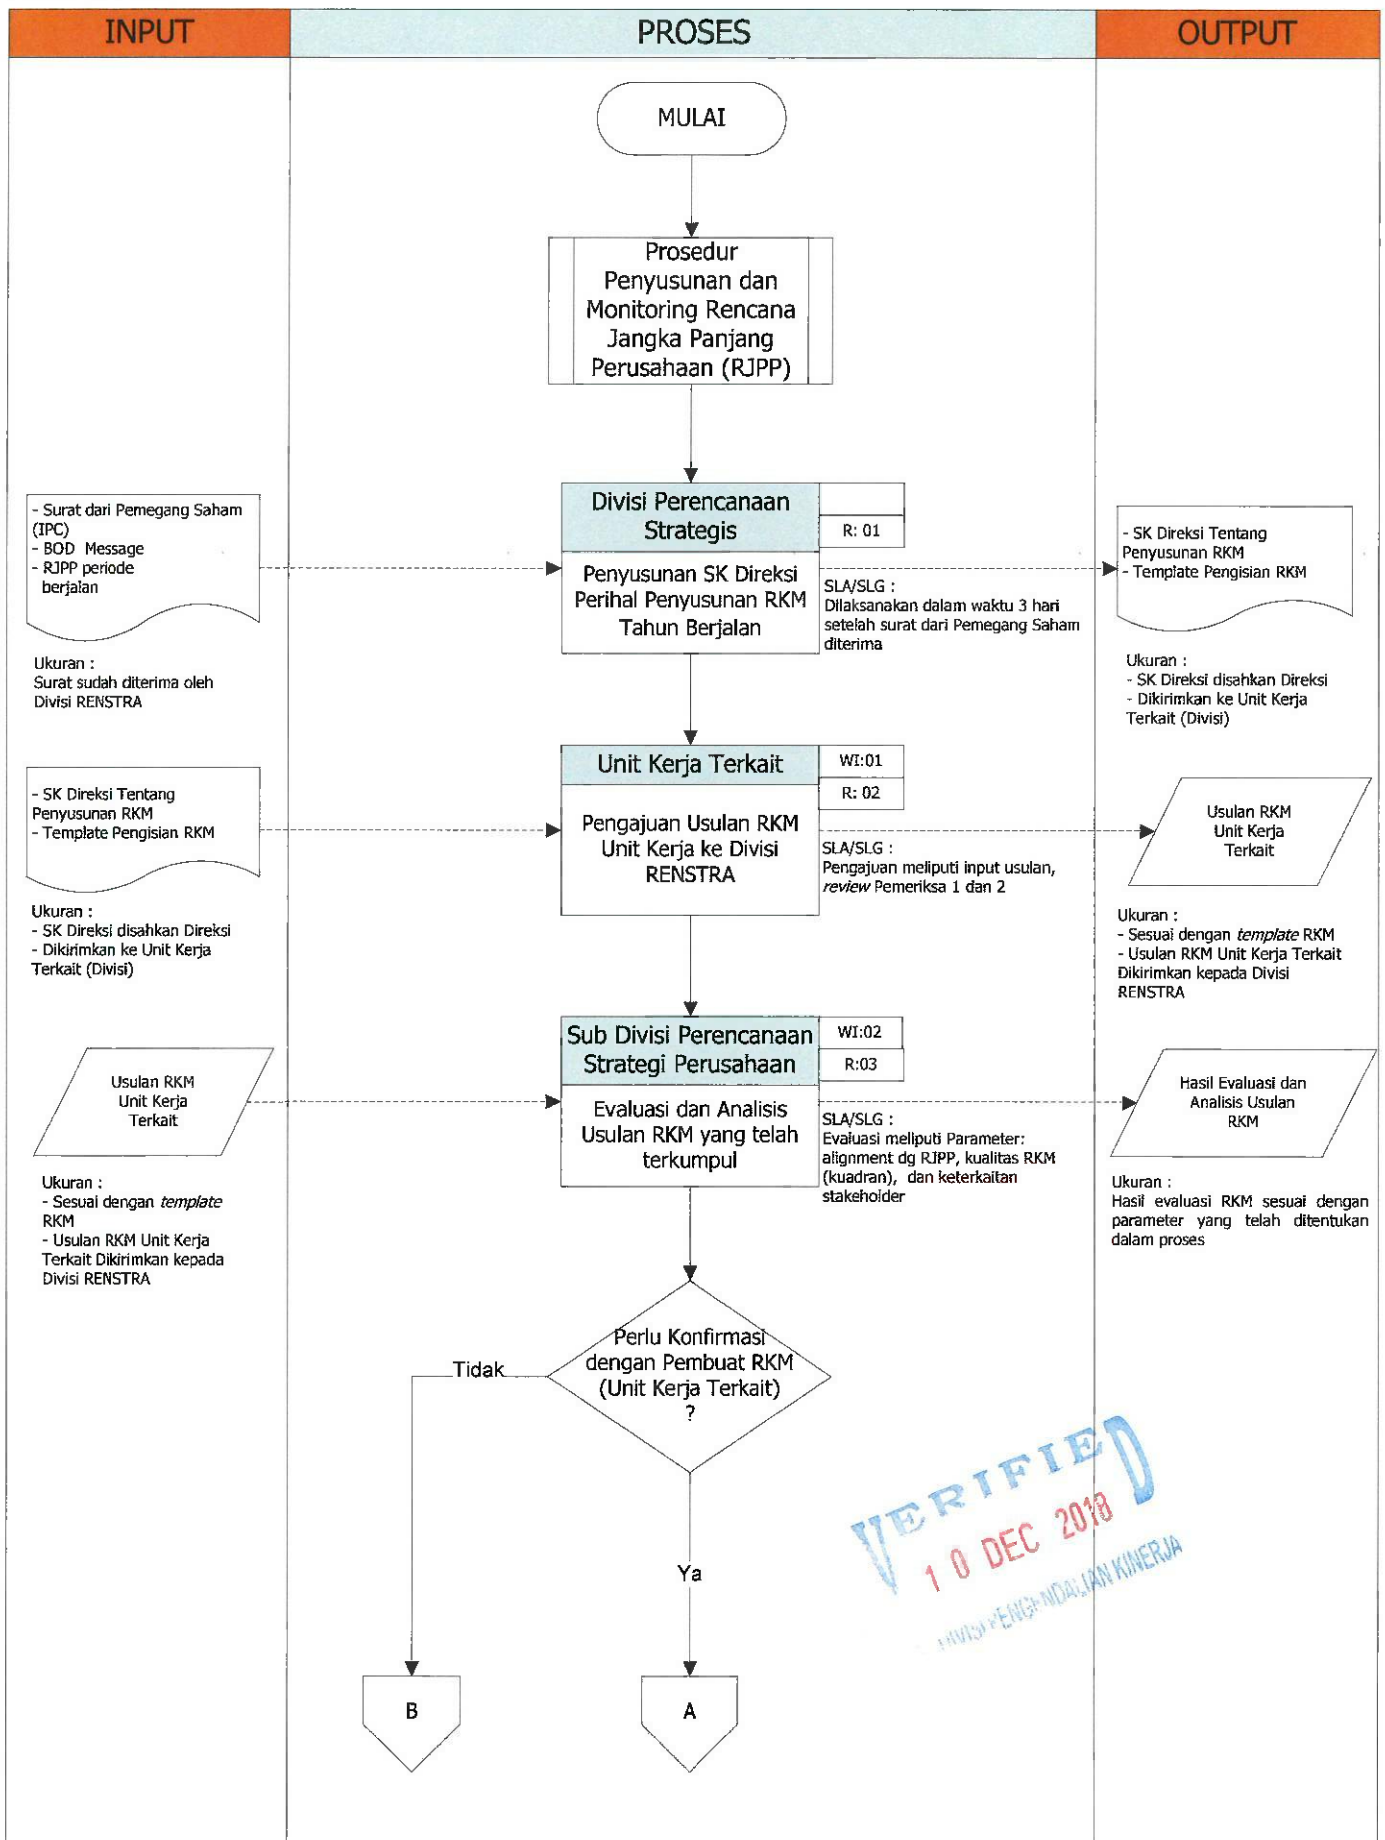 INPUT
PROSES
OUTPUT
MULAI
Prosedur
Penyusunan dan
Monitoring Rencana
Jangka Panjang
Perusahaan (RJPP)
- Surat dari Pemegang Saham
(IPC)
- BOD Message
- RJPP periode
berjalan
Ukuran :
Surat sudah diterima oleh
Divisi RENSTRA
Divisi Perencanaan
Strategis
R: 01
Penyusunan SK Direksi
Perihal Penyusunan RKM
Tahun Berjalan
SLA/SLG :
Dilaksanakan dalam waktu 3 hari
setelah surat dari Pemegang Saham
diterima
- SK Direksi Tentang
Penyusunan RKM
- Template Pengisian RKM
Ukuran :
- SK Direksi disahkan Direksi
- Dikirimkan ke Unit Kerja
Terkait (Divisi)
- SK Direksi Tentang
Penyusunan RKM
- Template Pengisian RKM
Ukuran :
- SK Direksi disahkan Direksi
- Dikirimkan ke Unit Kerja
Terkait (Divisi)
Unit Kerja Terkait
WI:01
R: 02
Pengajuan Usulan RKM
Unit Kerja ke Divisi
RENSTRA
SLA/SLG :
Pengajuan meliputi input usulan,
review Pemeriksa 1 dan 2
Usulan RKM
Unit Kerja
Terkait
Ukuran :
- Sesuai dengan template RKM
- Usulan RKM Unit Kerja Terkait
Dikirimkan kepada Divisi
RENSTRA
Usulan RKM
Unit Kerja
Terkait
Ukuran :
- Sesuai dengan template
RKM
- Usulan RKM Unit Kerja
Terkait Dikirimkan kepada
Divisi RENSTRA
Sub Divisi Perencanaan
Strategi Perusahaan
WI:02
R:03
Evaluasi dan Analisis
Usulan RKM yang telah
terkumpul
SLA/SLG :
Evaluasi meliputi Parameter:
alignment dg RJPP, kualitas RKM
(kuadran), dan keterkaitan
stakeholder
Hasil Evaluasi dan
Analisis Usulan
RKM
Ukuran :
Hasil evaluasi RKM sesuai dengan
parameter yang telah ditentukan
dalam proses
Perlu Konfirmasi
dengan Pembuat RKM
(Unit Kerja Terkait)
?
Tidak
Ya
B
A
VERIFIED
10 DEC 2018
DIVISI PENGENDALIAN KINERJA